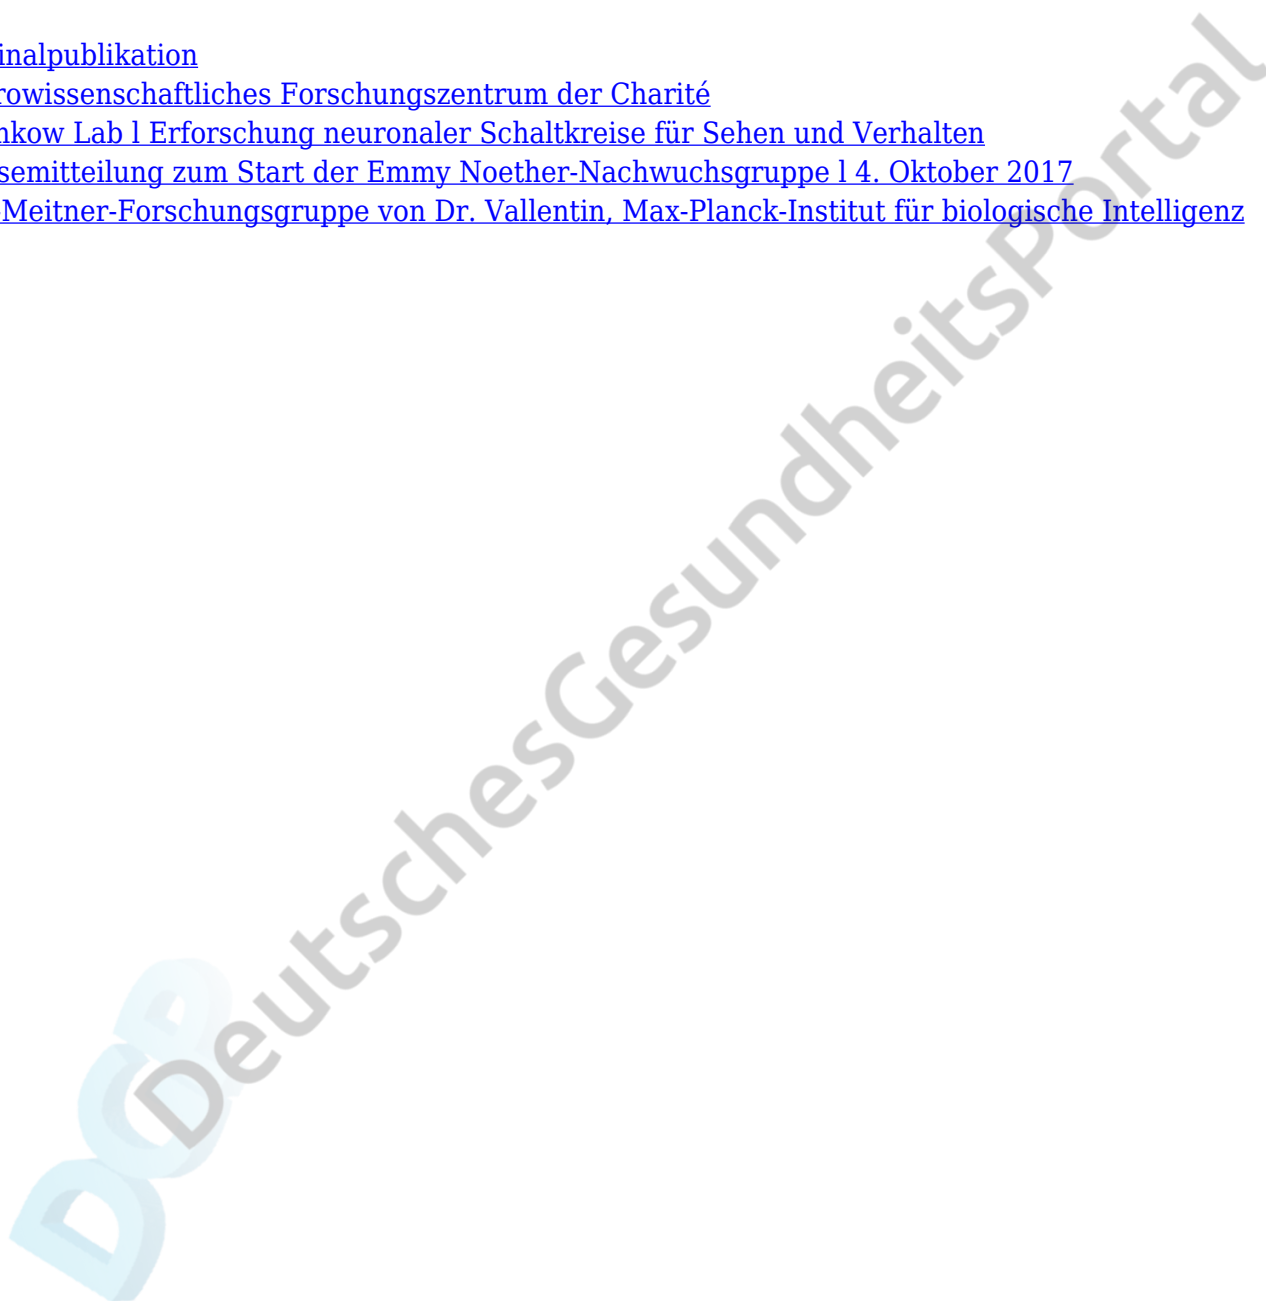 inalpublikation
rowissenschaftliches Forschungszentrum der Charité
nkow Lab l Erforschung neuronaler Schaltkreise für Sehen und Verhalten
semitteilung zum Start der Emmy Noether-Nachwuchsgruppe l 4. Oktober 2017
-Meitner-Forschungsgruppe von Dr. Vallentin, Max-Planck-Institut für biologische Intelligenz
DeutschesGesundheitsPortal
DGP